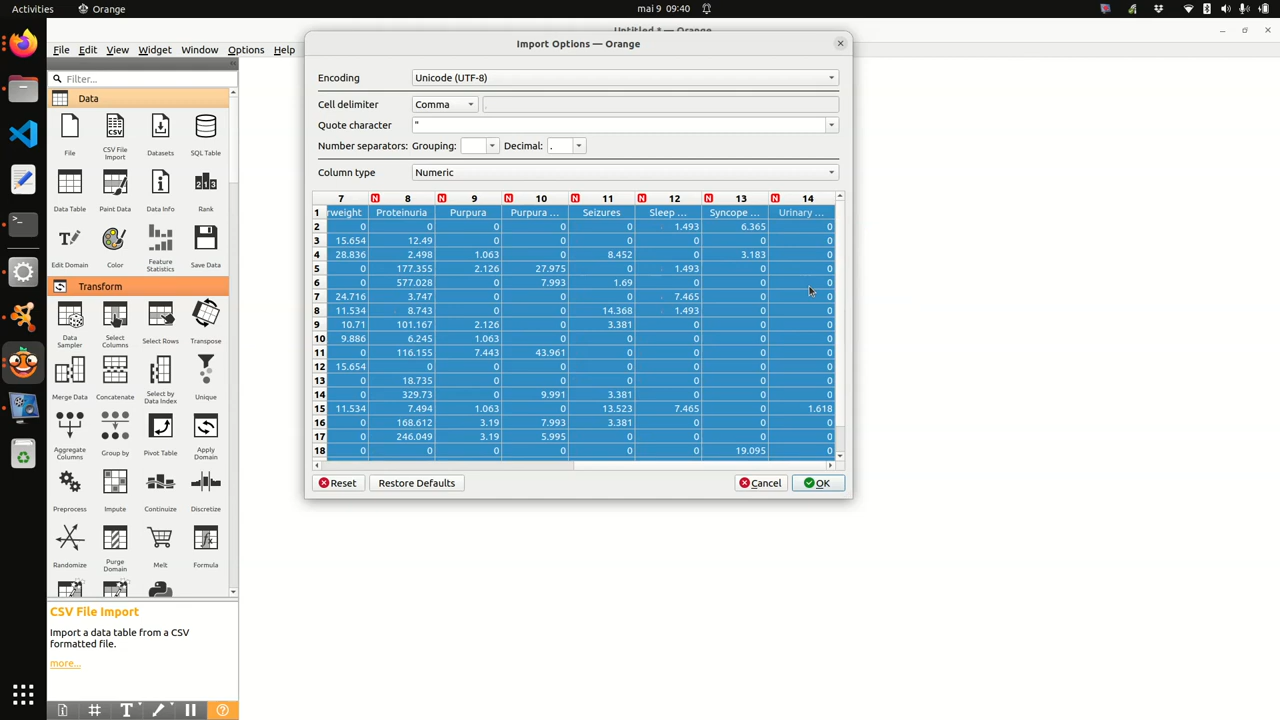 Activities Orange mai 9 09:40
Untitled * — Orange
File Edit View Widget Window Options Help
Filter...
Data
File CSV File Import Datasets SQL Table
Data Table Paint Data Data Info Rank
Edit Domain Color Feature Statistics Save Data
Transform
Data Sampler Select Columns Select Rows Transpose
Merge Data Concatenate Select by Data Index Unique
Aggregate Columns Group by Pivot Table Apply Domain
Preprocess Impute Continuize Discretize
Randomize Purge Domain Melt Formula
CSV File Import
Import a data table from a CSV
formatted file.
more...
Import Options — Orange
Encoding Unicode (UTF-8)
Cell delimiter Comma
Quote character "
Number separators: Grouping: Decimal: .
Column type Numeric
7 N 8 N 9 N 10 N 11 N 12 N 13 N 14
1 rweight Proteinuria Purpura Purpura ... Seizures Sleep ... Syncope ... Urinary ...
2 0 0 0 0 0 1.493 6.365 0
3 15.654 12.49 0 0 0 0 0 0
4 28.836 2.498 1.063 0 8.452 0 3.183 0
5 0 177.355 2.126 27.975 0 1.493 0 0
6 0 577.028 0 7.993 1.69 0 0 0
7 24.716 3.747 0 0 0 7.465 0 0
8 11.534 8.743 0 0 14.368 1.493 0 0
9 10.71 101.167 2.126 0 3.381 0 0 0
10 9.886 6.245 1.063 0 0 0 0 0
11 0 116.155 7.443 43.961 0 0 0 0
12 15.654 0 0 0 0 0 0 0
13 0 18.735 0 0 0 0 0 0
14 0 329.73 0 9.991 3.381 0 0 0
15 11.534 7.494 1.063 0 13.523 7.465 0 1.618
16 0 168.612 3.19 7.993 3.381 0 0 0
17 0 246.049 3.19 5.995 0 0 0 0
18 0 0 0 0 0 0 19.095 0
Reset Restore Defaults Cancel OK